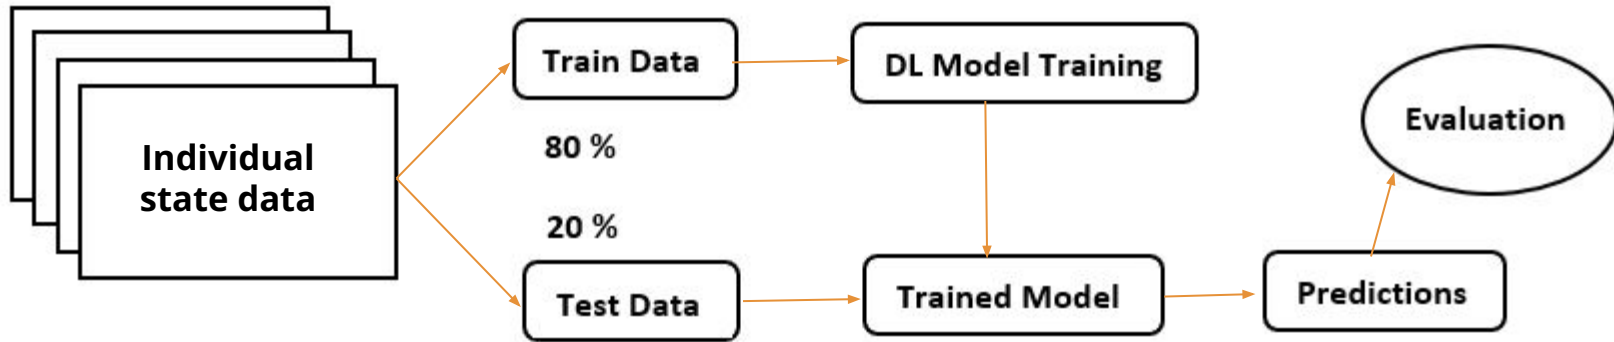 Individual
state data
Train Data
80 %
20 %
Test Data
DL Model Training
Trained Model
Predictions
Evaluation